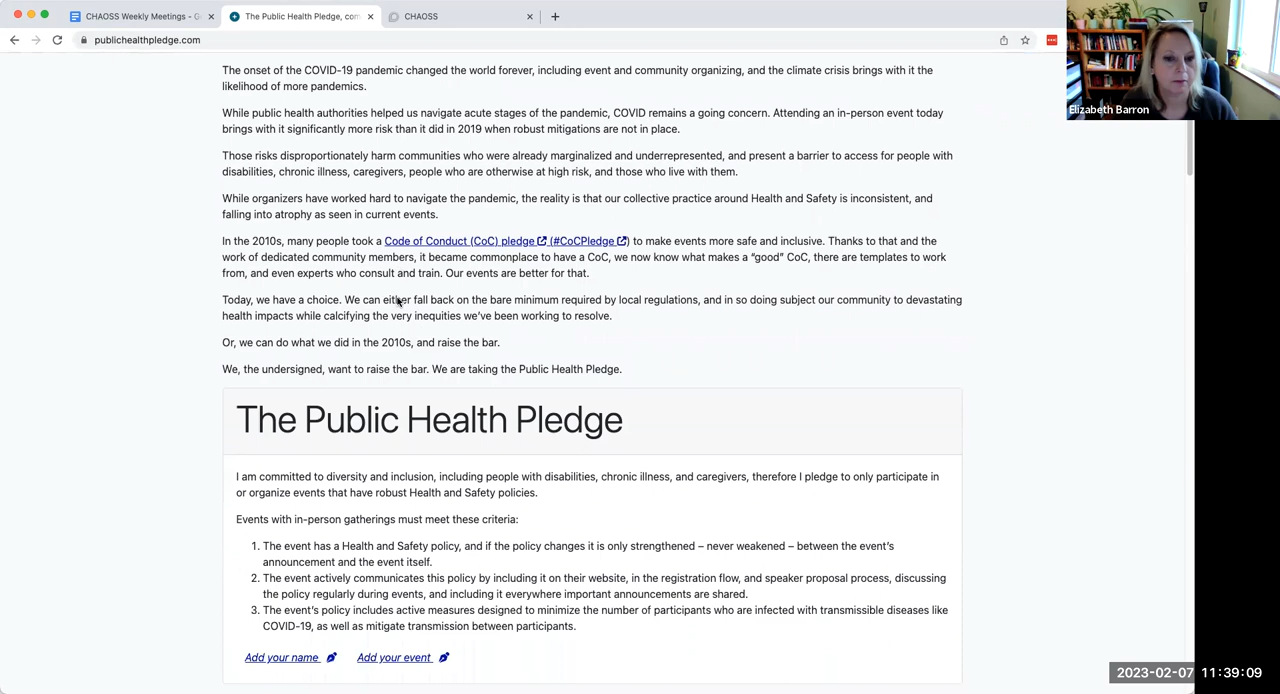 CHAOSS Weekly Meetings - G
The Public Health Pledge, com
CHAOSS
publichealthpledge.com
Elizabeth Barron
The onset of the COVID-19 pandemic changed the world forever, including event and community organizing, and the climate crisis brings with it the
likelihood of more pandemics.
While public health authorities helped us navigate acute stages of the pandemic, COVID remains a going concern. Attending an in-person event today
brings with it significantly more risk than it did in 2019 when robust mitigations are not in place.
Those risks disproportionately harm communities who were already marginalized and underrepresented, and present a barrier to access for people with
disabilities, chronic illness, caregivers, people who are otherwise at high risk, and those who live with them.
While organizers have worked hard to navigate the pandemic, the reality is that our collective practice around Health and Safety is inconsistent, and
falling into atrophy as seen in current events.
In the 2010s, many people took a Code of Conduct (CoC) pledge (#CoCPledge) to make events more safe and inclusive. Thanks to that and the
work of dedicated community members, it became commonplace to have a CoC, we now know what makes a “good” CoC, there are templates to work
from, and even experts who consult and train. Our events are better for that.
Today, we have a choice. We can either fall back on the bare minimum required by local regulations, and in so doing subject our community to devastating
health impacts while calcifying the very inequities we’ve been working to resolve.
Or, we can do what we did in the 2010s, and raise the bar.
We, the undersigned, want to raise the bar. We are taking the Public Health Pledge.
The Public Health Pledge
I am committed to diversity and inclusion, including people with disabilities, chronic illness, and caregivers, therefore I pledge to only participate in
or organize events that have robust Health and Safety policies.
Events with in-person gatherings must meet these criteria:
1. The event has a Health and Safety policy, and if the policy changes it is only strengthened – never weakened – between the event’s
announcement and the event itself.
2. The event actively communicates this policy by including it on their website, in the registration flow, and speaker proposal process, discussing
the policy regularly during events, and including it everywhere important announcements are shared.
3. The event’s policy includes active measures designed to minimize the number of participants who are infected with transmissible diseases like
COVID-19, as well as mitigate transmission between participants.
Add your name Add your event
2023-02-07 11:39:09